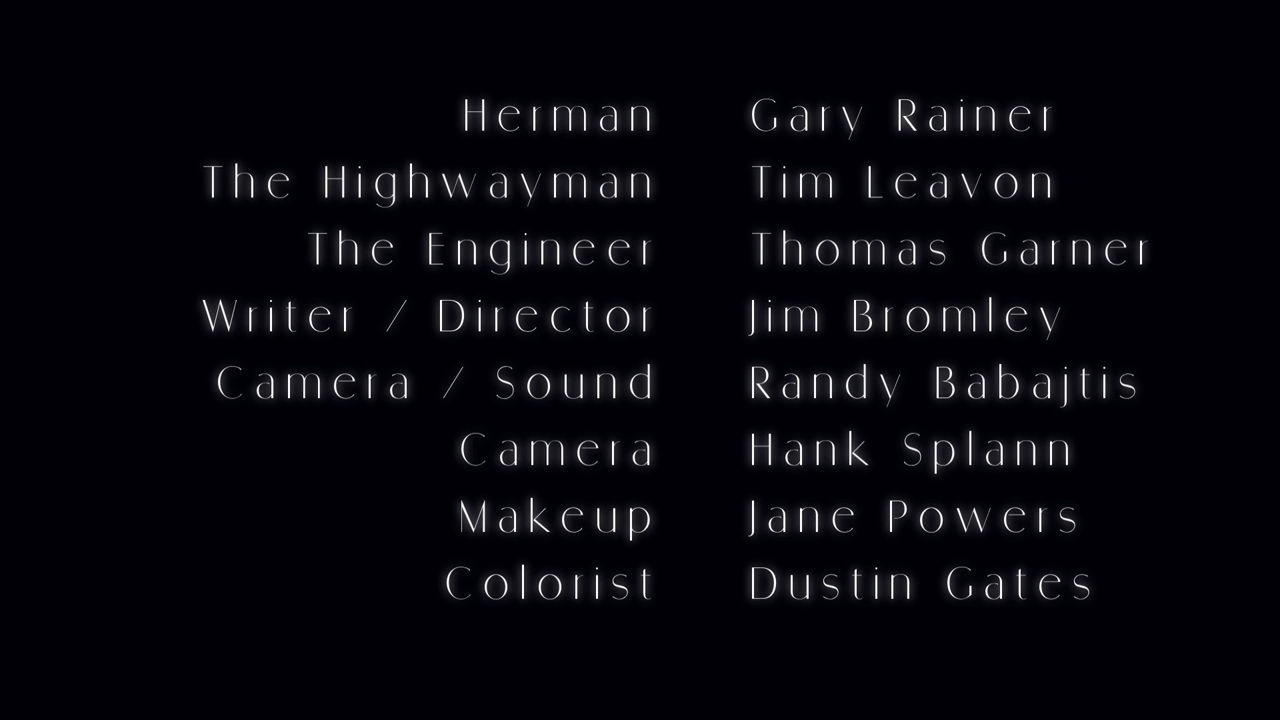 Herman Gary Rainer
The Highwayman Tim Leavon
The Engineer Thomas Garner
Writer / Director Jim Bromley
Camera / Sound Randy Babajtis
Camera Hank Splann
Makeup Jane Powers
Colorist Dustin Gates